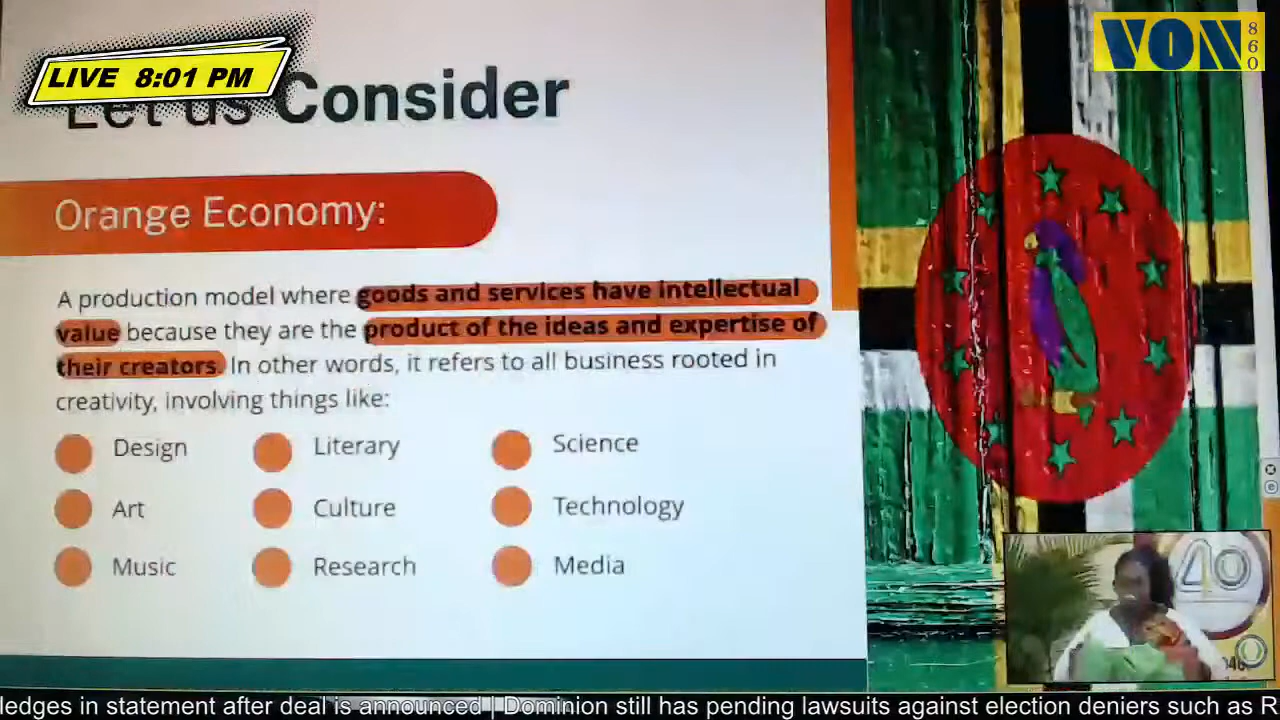 LIVE 8:01 PM
VON
860
Let us Consider
Orange Economy:
A production model where goods and services have intellectual
value because they are the product of the ideas and expertise of
their creators. In other words, it refers to all business rooted in
creativity, involving things like:
Design
Literary
Science
Art
Culture
Technology
Music
Research
Media
40
ledges in statement after deal is announced | Dominion still has pending lawsuits against election deniers such as R